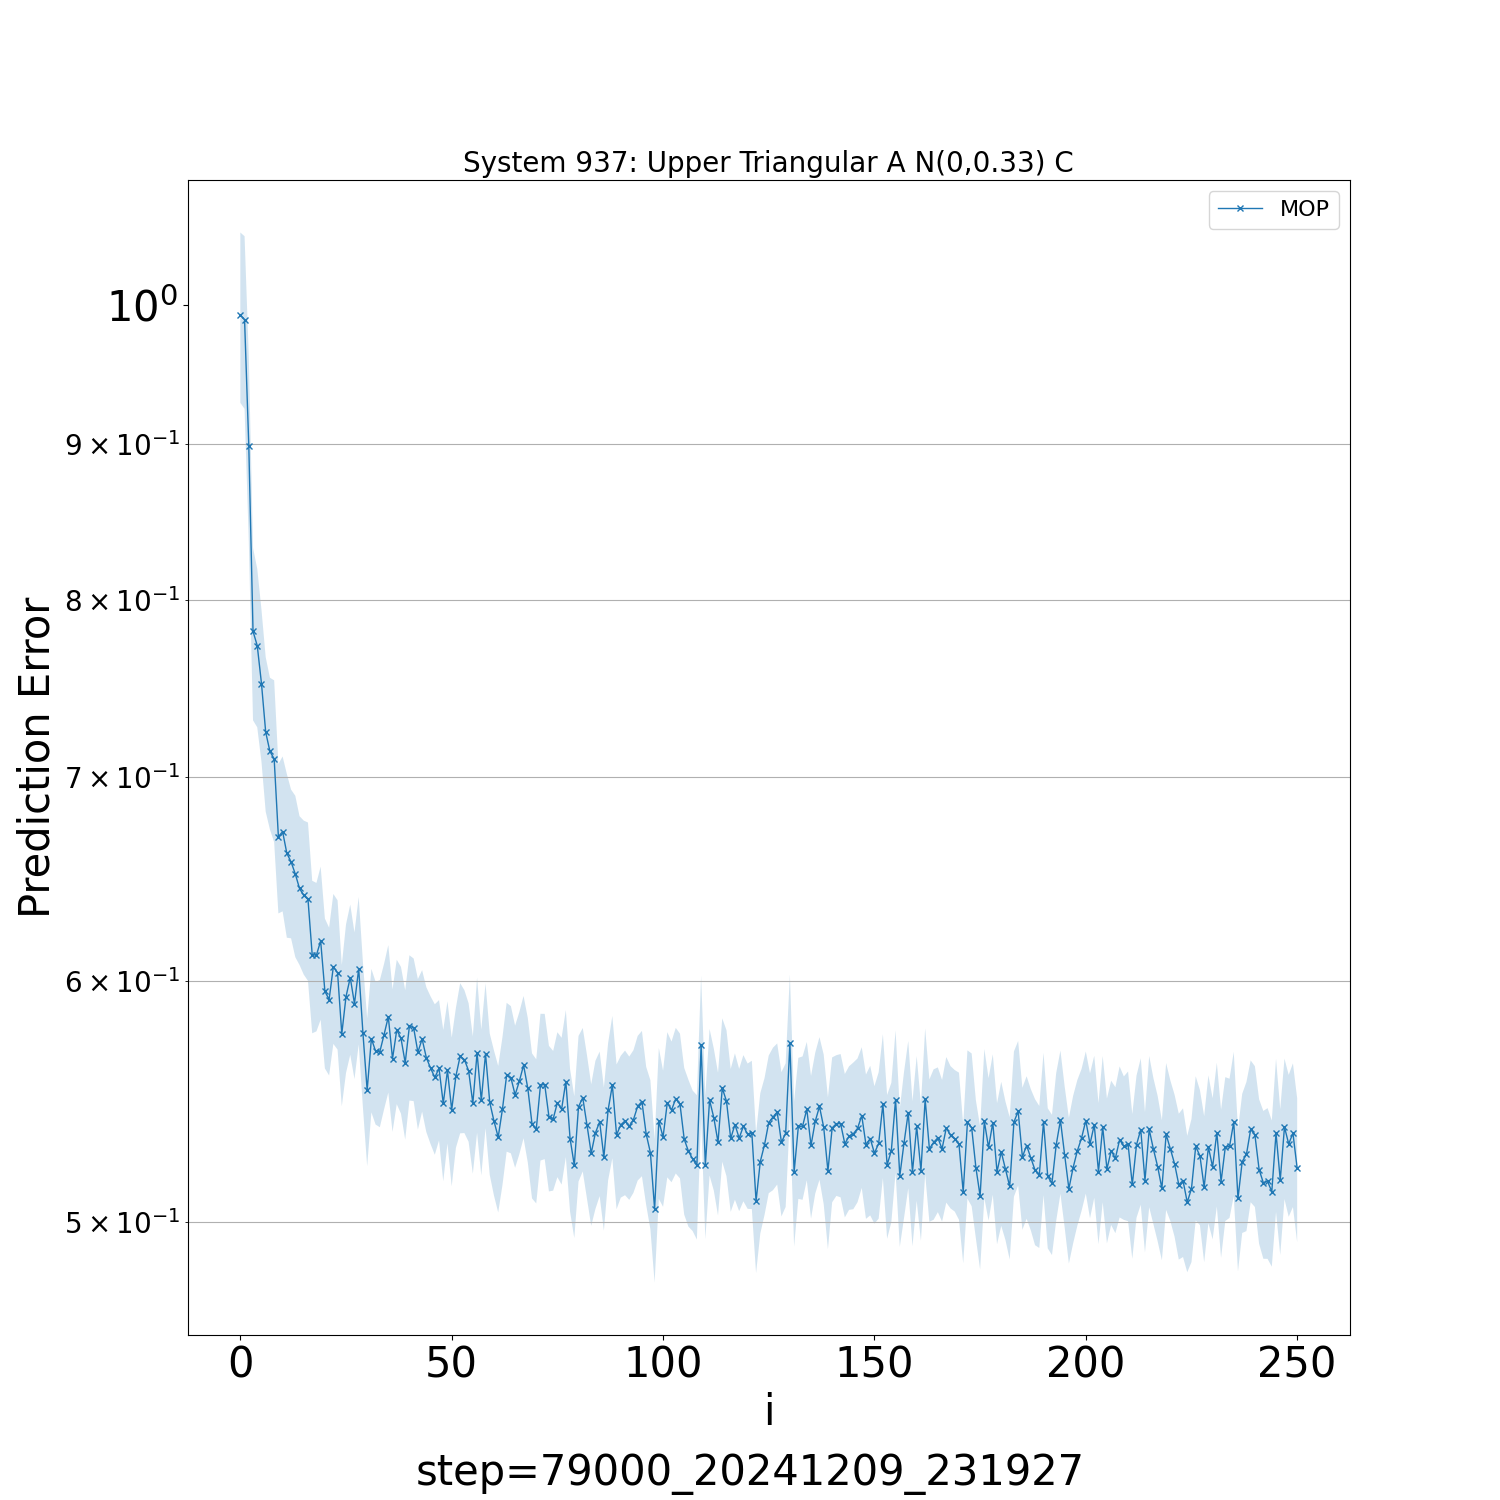 System 937: Upper Triangular A N(0,0.33) C
MOP
10⁰
9 × 10⁻¹
8 × 10⁻¹
7 × 10⁻¹
6 × 10⁻¹
5 × 10⁻¹
Prediction Error
0 50 100 150 200 250
i
step=79000_20241209_231927